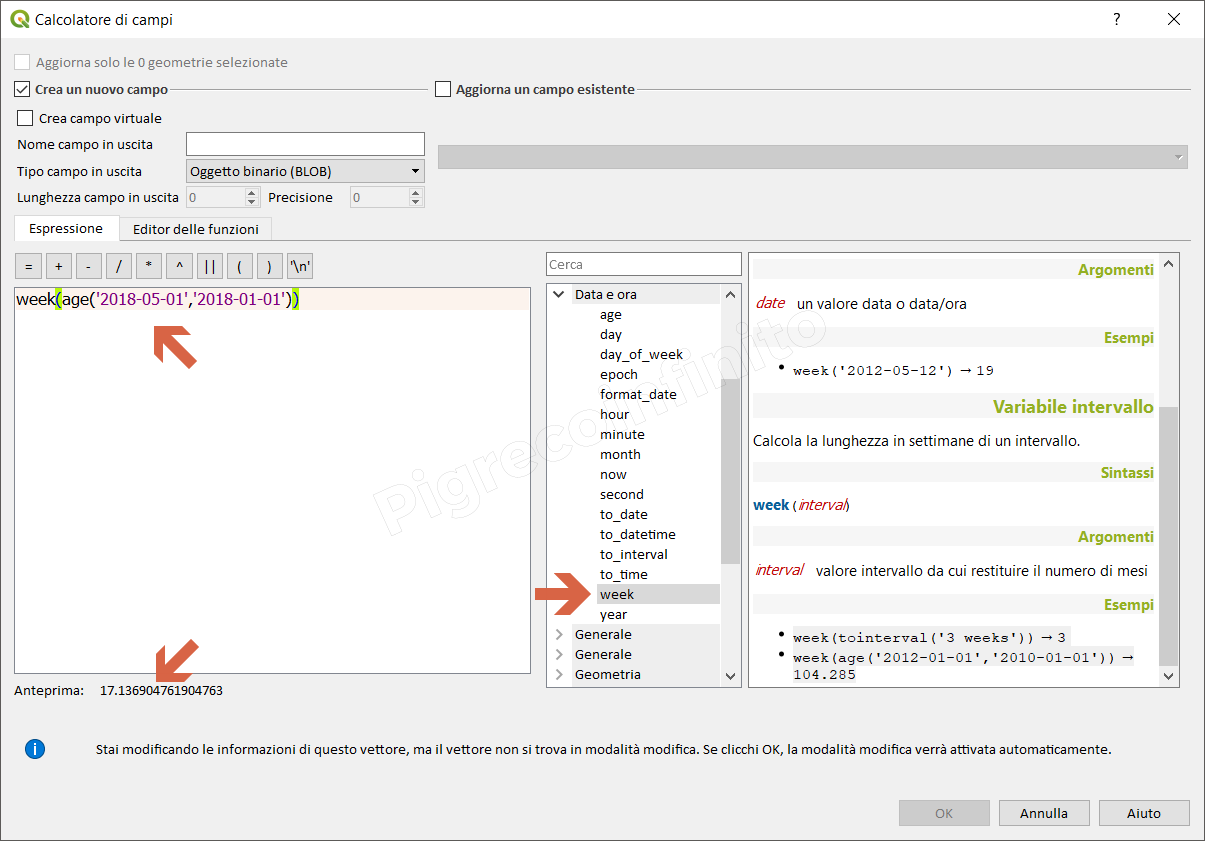 Calcolatore di campi
?
Aggiorna solo le 0 geometrie selezionate
Crea un nuovo campo
Aggiorna un campo esistente
Crea campo virtuale
Nome campo in uscita
Tipo campo in uscita Oggetto binario (BLOB)
Lunghezza campo in uscita 0 Precisione 0
Espressione Editor delle funzioni
= + - / * ^ || ( ) '\n'
week(age('2018-05-01','2018-01-01'))
Anteprima: 17.136904761904763
Cerca
Data e ora
age
day
day_of_week
epoch
format_date
hour
minute
month
now
second
to_date
to_datetime
to_interval
to_time
week
year
Generale
Generale
Geometria
Argomenti
date un valore data o data/ora
Esempi
• week('2012-05-12') → 19
Variabile intervallo
Calcola la lunghezza in settimane di un intervallo.
Sintassi
week(interval)
Argomenti
interval valore intervallo da cui restituire il numero di mesi
Esempi
• week(tointerval('3 weeks')) → 3
• week(age('2012-01-01','2010-01-01')) →
104.285
Pigrecoinfinito
Stai modificando le informazioni di questo vettore, ma il vettore non si trova in modalità modifica. Se clicchi OK, la modalità modifica verrà attivata automaticamente.
OK Annulla Aiuto